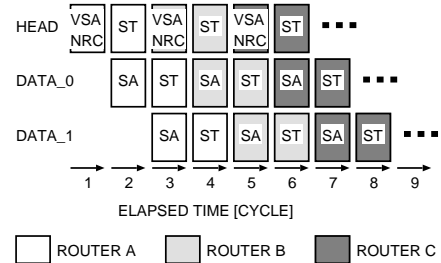 HEAD VSA NRC ST VSA NRC ST VSA NRC ST
DATA_0 SA ST SA ST SA ST
DATA_1 SA ST SA ST SA ST
1 2 3 4 5 6 7 8 9
ELAPSED TIME [CYCLE]
ROUTER A ROUTER B ROUTER C